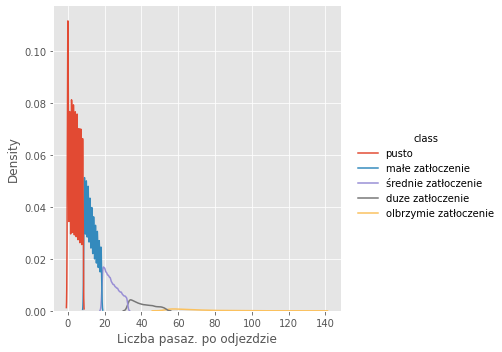 0.10
0.08
0.06
0.04
0.02
0.00
Density
0 20 40 60 80 100 120 140
Liczba pasaz. po odjezdzie
class
pusto
małe zatłoczenie
średnie zatłoczenie
duze zatłoczenie
olbrzymie zatłoczenie